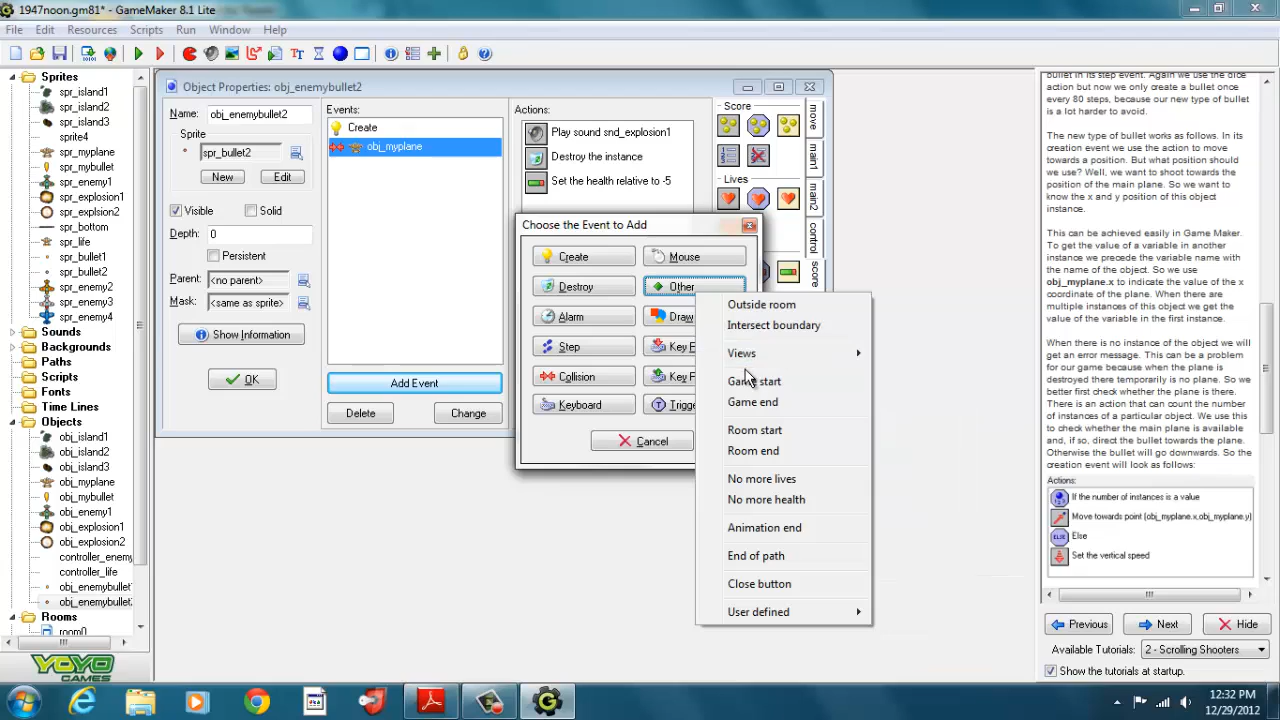 1947noon.gm81* - GameMaker 8.1 Lite
File Edit Resources Scripts Run Window Help
Sprites
spr_island1
spr_island2
spr_island3
sprite4
spr_myplane
spr_mybullet
spr_enemy1
spr_explosion1
spr_explsion2
spr_bottom
spr_life
spr_bullet1
spr_bullet2
spr_enemy2
spr_enemy3
spr_enemy4
Sounds
Backgrounds
Paths
Scripts
Fonts
Time Lines
Objects
obj_island1
obj_island2
obj_island3
obj_myplane
obj_mybullet
obj_enemy1
obj_explosion1
obj_explosion2
controller_enemy
controller_life
obj_enemybullet
obj_enemybullet2
Rooms
room0
YOYO
GAMES
Object Properties: obj_enemybullet2
Name: obj_enemybullet2
Sprite
spr_bullet2
New Edit
Visible Solid
Depth: 0
Persistent
Parent: <no parent>
Mask: <same as sprite>
Show Information
OK
Events:
Create
obj_myplane
Add Event
Delete Change
Actions:
Play sound snd_explosion1
Destroy the instance
Set the health relative to -5
Score
Lives
move
main1
main2
control
score
Choose the Event to Add
Create Mouse
Destroy Other
Alarm Draw
Step Key
Collision Key
Keyboard Trigge
Cancel
Outside room
Intersect boundary
Views
Game start
Game end
Room start
Room end
No more lives
No more health
Animation end
End of path
Close button
User defined
bullet in its step event. Again we use the dice
action but now we only create a bullet once
every 80 steps, because our new type of bullet
is a lot harder to avoid.
The new type of bullet works as follows. In its
creation event we use the action to move
towards a position. But what position should
we use? Well, we want to shoot towards the
position of the main plane. So we want to
know the x and y position of this object
instance.
This can be achieved easily in Game Maker.
To get the value of a variable in another
instance we precede the variable name with
the name of the object. So we use
obj_myplane.x to indicate the value of the x
coordinate of the plane. When there are
multiple instances of this object we get the
value of the variable in the first instance.
When there is no instance of the object we will
get an error message. This can be a problem
for our game because when the plane is
destroyed there temporarily is no plane. So we
better first check whether the plane is there.
There is an action that can count the number
of instances of a particular object. We use this
to check whether the main plane is available
and, if so, direct the bullet towards the plane.
Otherwise the bullet will go downwards. So the
creation event will look as follows:
Actions:
If the number of instances is a value
Move towards point (obj_myplane.x,obj_myplane.y)
Else
Set the vertical speed
Previous Next Hide
Available Tutorials: 2 - Scrolling Shooters
Show the tutorials at startup.
12:32 PM
12/29/2012